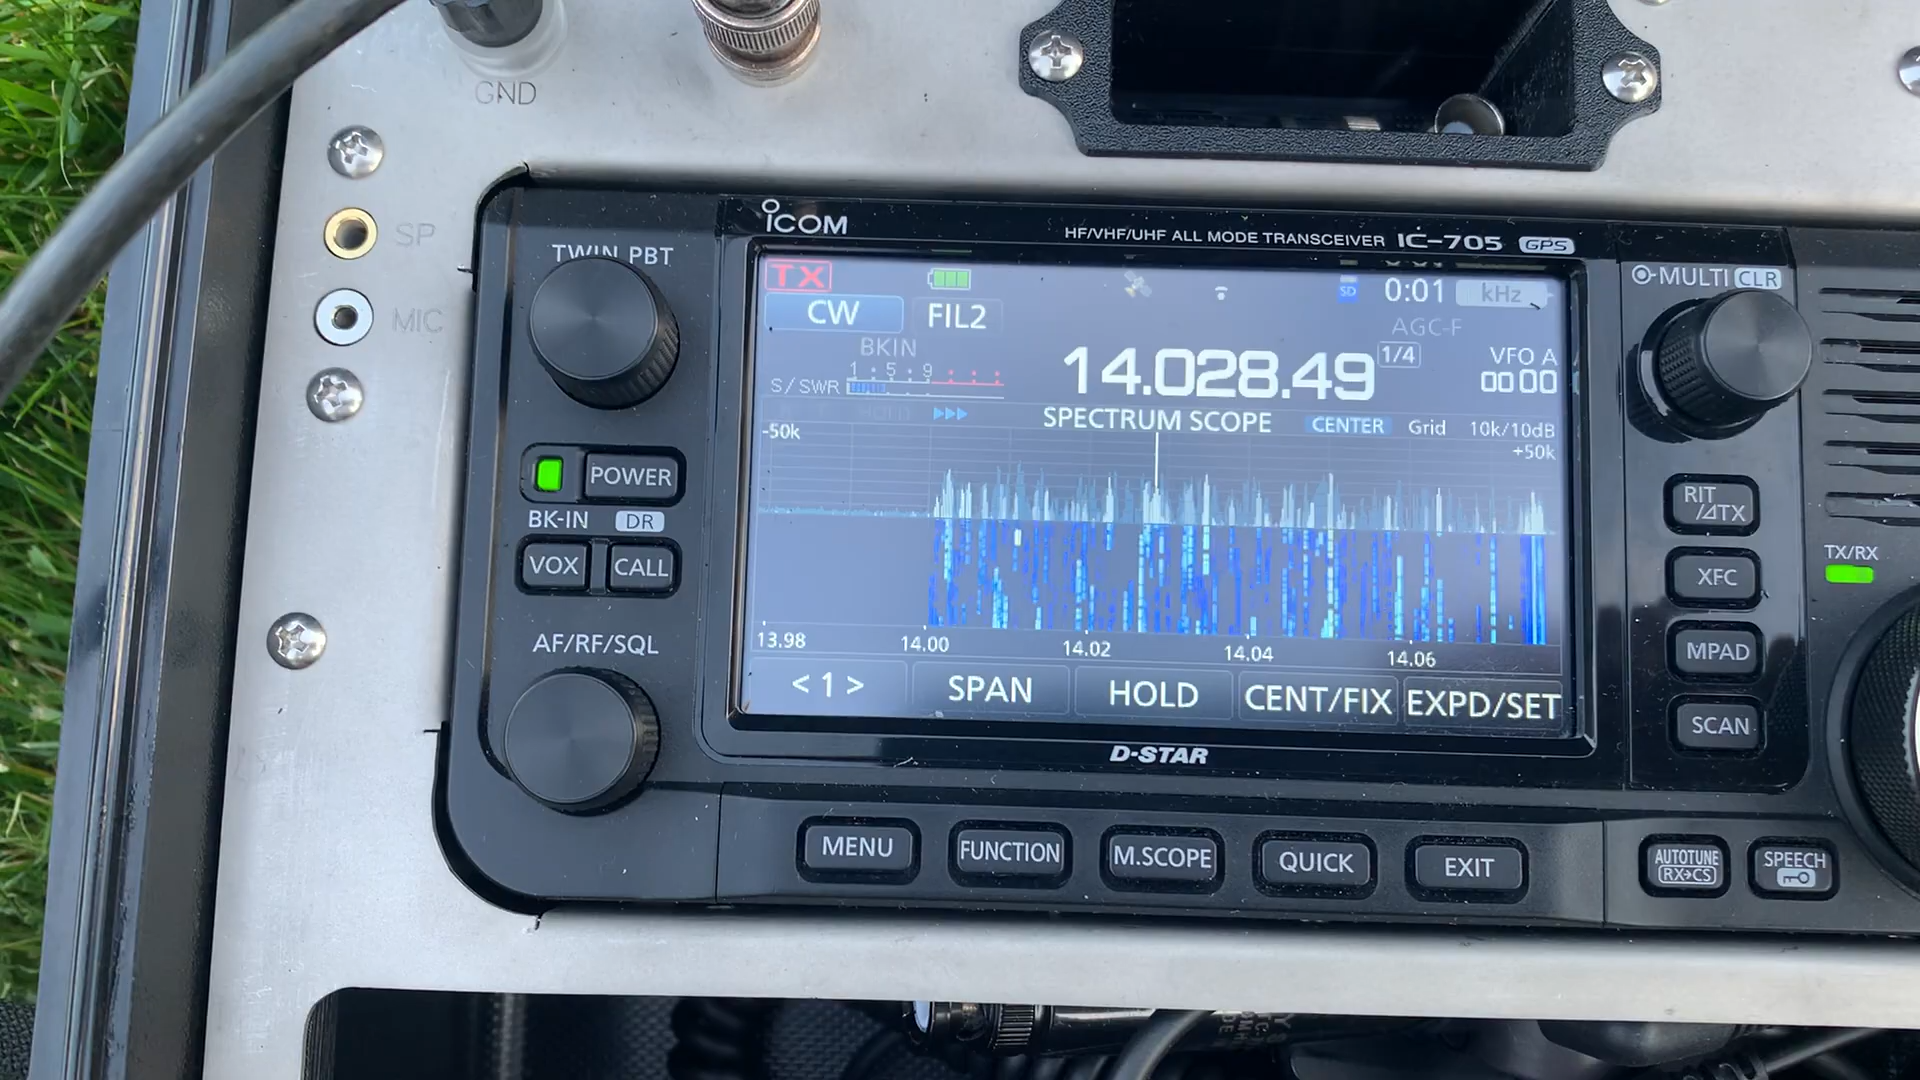 GND
SP
MIC
ICOM
HF/VHF/UHF ALL MODE TRANSCEIVER IC-705 GPS
TWIN PBT
MULTI CLR
TX
SD
0:01
kHz
CW
FIL2
AGC-F
BKIN
14.028.49
1/4
VFO A
00 00
1 · 5 · 9
S/SWR
HOLD
SPECTRUM SCOPE
CENTER
Grid
10k/10dB
-50k
+50k
POWER
BK-IN
DR
VOX
CALL
RIT
/⊿TX
XFC
TX/RX
MPAD
SCAN
AF/RF/SQL
13.98
14.00
14.02
14.04
14.06
< 1 >
SPAN
HOLD
CENT/FIX
EXPD/SET
D-STAR
MENU
FUNCTION
M.SCOPE
QUICK
EXIT
AUTOTUNE
RX→CS
SPEECH